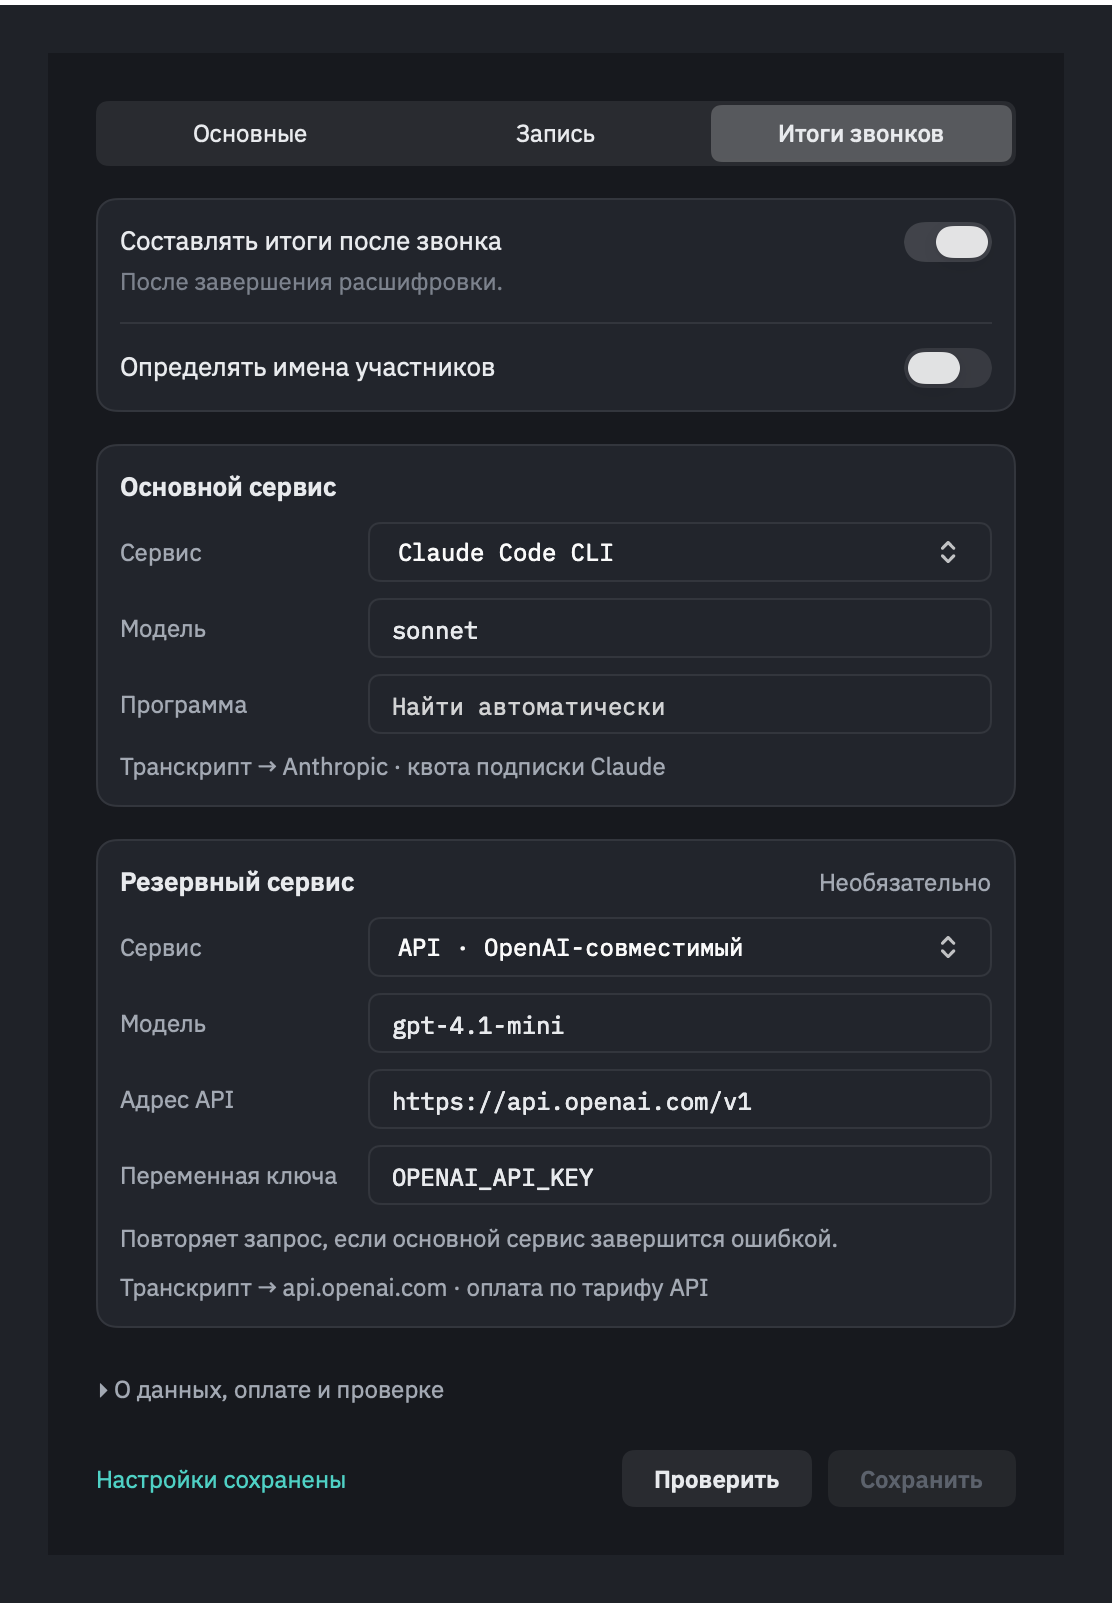 Основные
Запись
Итоги звонков
Составлять итоги после звонка
После завершения расшифровки.
Определять имена участников
Основной сервис
Сервис
Claude Code CLI
Модель
sonnet
Программа
Найти автоматически
Транскрипт → Anthropic · квота подписки Claude
Резервный сервис
Необязательно
Сервис
API · OpenAI-совместимый
Модель
gpt-4.1-mini
Адрес API
https://api.openai.com/v1
Переменная ключа
OPENAI_API_KEY
Повторяет запрос, если основной сервис завершится ошибкой.
Транскрипт → api.openai.com · оплата по тарифу API
О данных, оплате и проверке
Настройки сохранены
Проверить
Сохранить